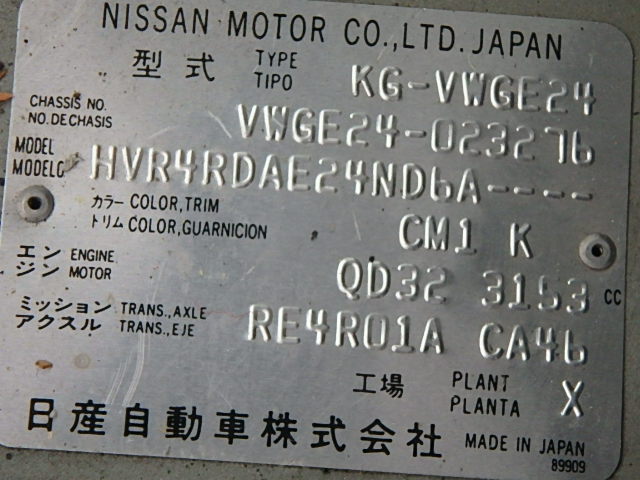 NISSAN MOTOR CO.,LTD. JAPAN
型式 TYPE TIPO KG-VWGE24
CHASSIS NO. NO. DE CHASIS VWGE24-023276
MODEL MODELO HVR4RDAE24ND6A----
カラー COLOR,TRIM
トリム COLOR,GUARNICION CM1 K
エンジン ENGINE MOTOR QD32 3153 CC
ミッション TRANS.,AXLE
アクスル TRANS.,EJE RE4R01A CA46
工場 PLANT PLANTA X
日産自動車株式会社 MADE IN JAPAN
89909